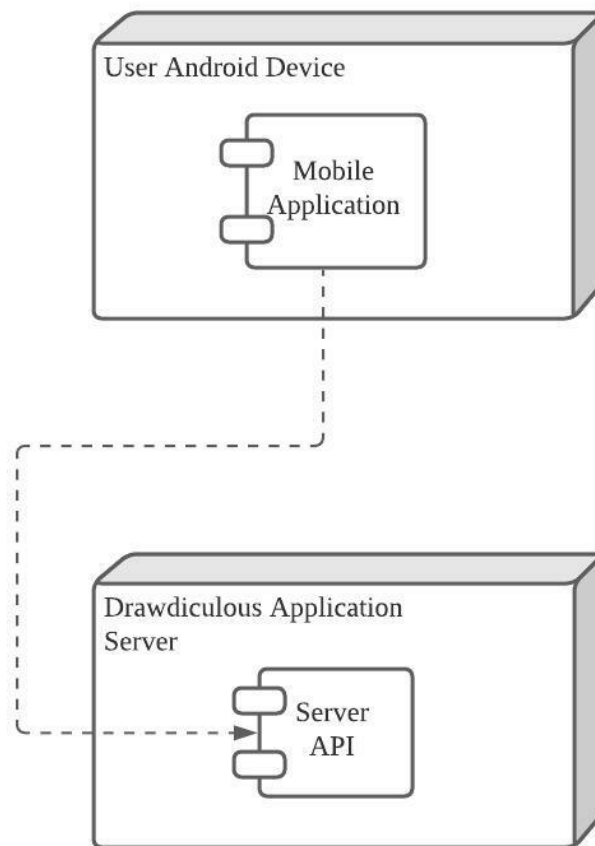 User Android Device
Mobile
Application
Drawdiculous Application
Server
Server
API